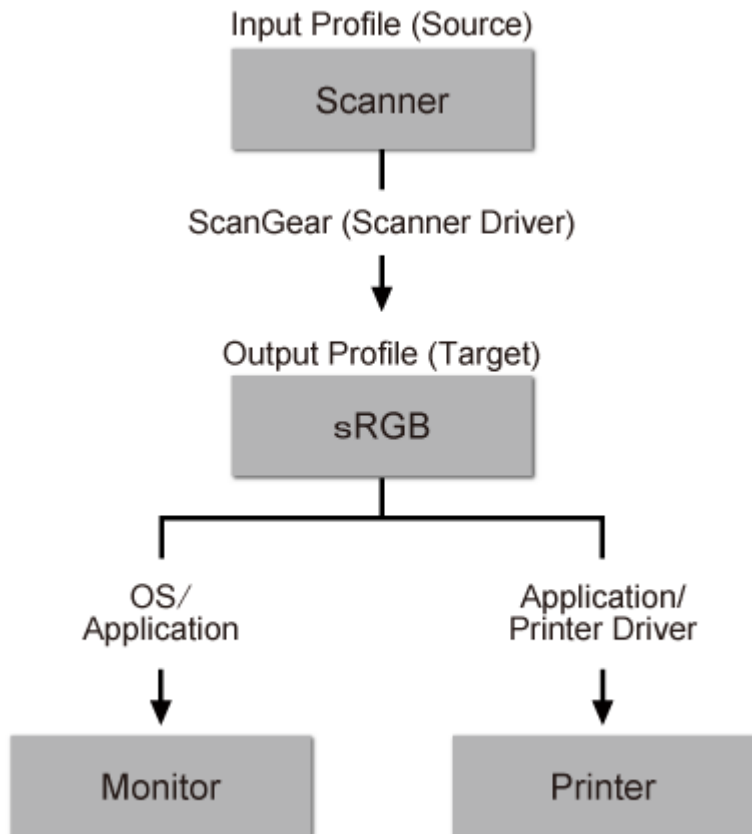 Input Profile (Source)
Scanner
ScanGear (Scanner Driver)
Output Profile (Target)
sRGB
OS/
Application
Application/
Printer Driver
Monitor
Printer